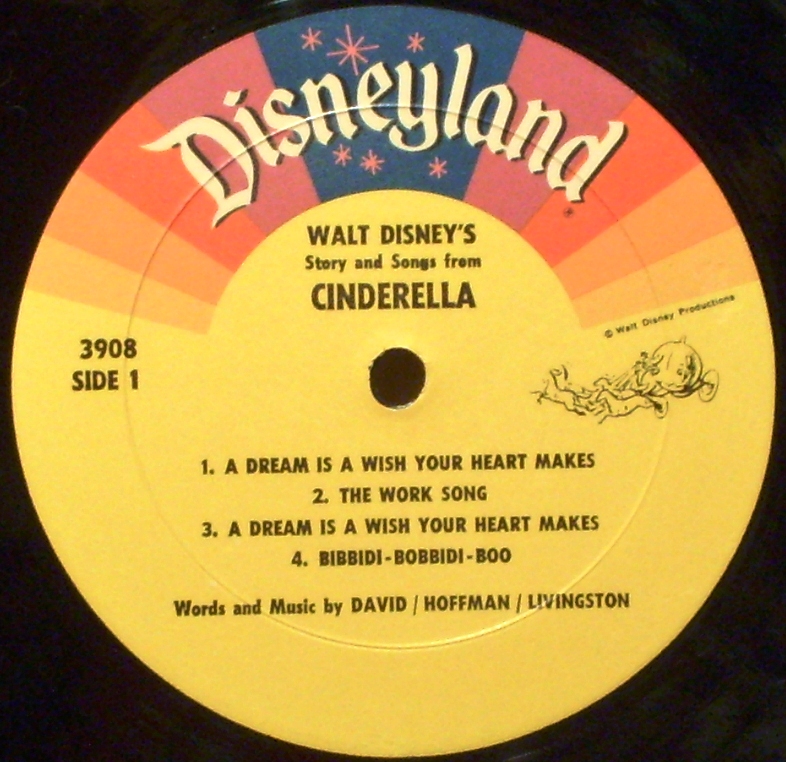 Disneyland
WALT DISNEY'S
Story and Songs from
CINDERELLA
© Walt Disney Productions
3908
SIDE 1
1. A DREAM IS A WISH YOUR HEART MAKES
2. THE WORK SONG
3. A DREAM IS A WISH YOUR HEART MAKES
4. BIBBIDI-BOBBIDI-BOO
Words and Music by DAVID / HOFFMAN / LIVINGSTON